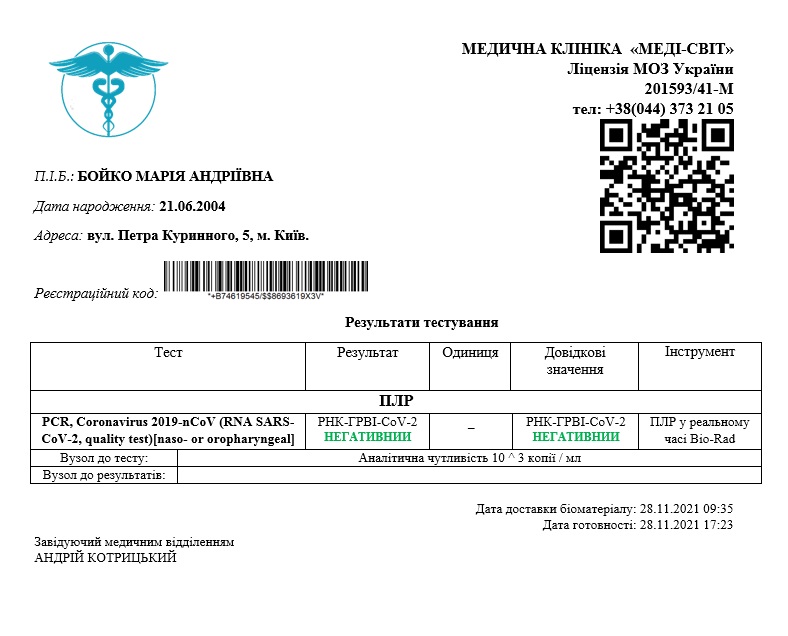 МЕДИЧНА КЛІНІКА «МЕДІ-СВІТ»
Ліцензія МОЗ України
201593/41-М
тел: +38(044) 373 21 05
П.І.Б.: БОЙКО МАРІЯ АНДРІЇВНА
Дата народження: 21.06.2004
Адреса: вул. Петра Куринного, 5, м. Київ.
Реєстраційний код:
*+B74619545/$$8693619X3V*
Результати тестування
Тест Результат Одиниця Довідкові значення Інструмент
ПЛР
PCR, Coronavirus 2019-nCoV (RNA SARS-CoV-2, quality test)[naso- or oropharyngeal] РНК-ГРВІ-CoV-2 НЕГАТИВНИИ – РНК-ГРВІ-CoV-2 НЕГАТИВНИИ ПЛР у реальному часі Bio-Rad
Вузол до тесту: Аналітична чутливість 10 ^ 3 копії / мл
Вузол до результатів:
Дата доставки біоматеріалу: 28.11.2021 09:35
Дата готовності: 28.11.2021 17:23
Завідуючий медичним відділенням
АНДРІЙ КОТРИЦЬКИЙ